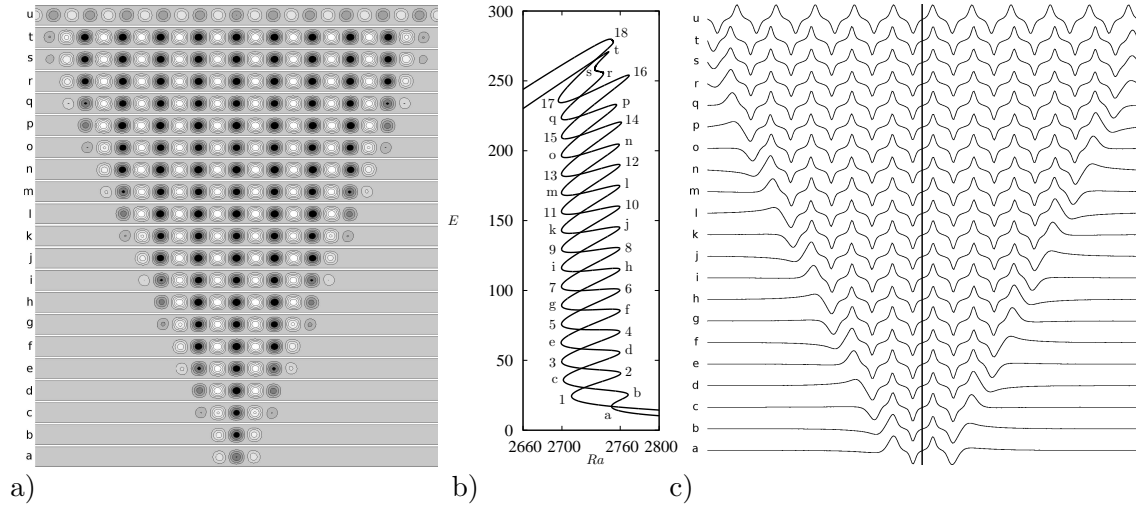 u
t
s
r
q
p
o
n
m
l
k
j
i
h
g
f
e
d
c
b
a
a)
300
250
200
150
100
50
0
E
18
t
s r
16
17
q
p
14
15
o
n
12
13
m
l
10
11
k
j
8
9
i
h
6
7
g
f
4
5
e
d
2
3
c
b
1
a
2660 2700 2760 2800
Ra
b)
u
t
s
r
q
p
o
n
m
l
k
j
i
h
g
f
e
d
c
b
a
c)